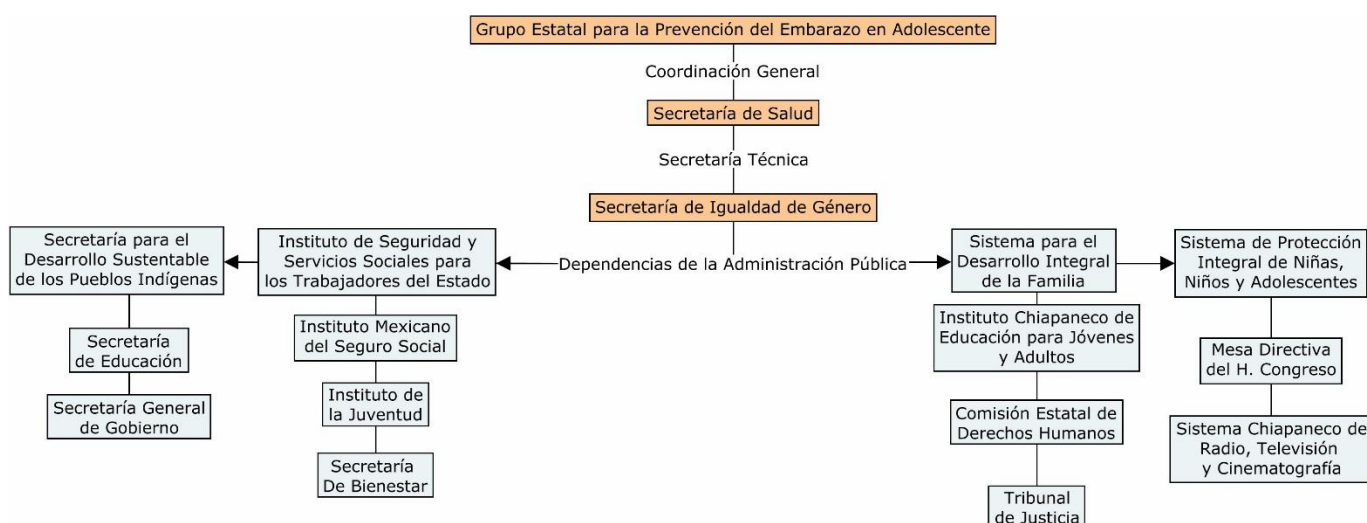 Grupo Estatal para la Prevención del Embarazo en Adolescente
Coordinación General
Secretaría de Salud
Secretaría Técnica
Secretaría de Igualdad de Género
Dependencias de la Administración Pública
Secretaría para el
Desarrollo Sustentable
de los Pueblos Indígenas
Secretaría
de Educación
Secretaría General
de Gobierno
Instituto de Seguridad y
Servicios Sociales para
los Trabajadores del Estado
Instituto Mexicano
del Seguro Social
Instituto de
la Juventud
Secretaría
De Bienestar
Sistema para el
Desarrollo Integral
de la Familia
Instituto Chiapaneco de
Educación para Jóvenes
y Adultos
Comisión Estatal de
Derechos Humanos
Tribunal
de Justicia
Sistema de Protección
Integral de Niñas,
Niños y Adolescentes
Mesa Directiva
del H. Congreso
Sistema Chiapaneco de
Radio, Televisión
y Cinematografía